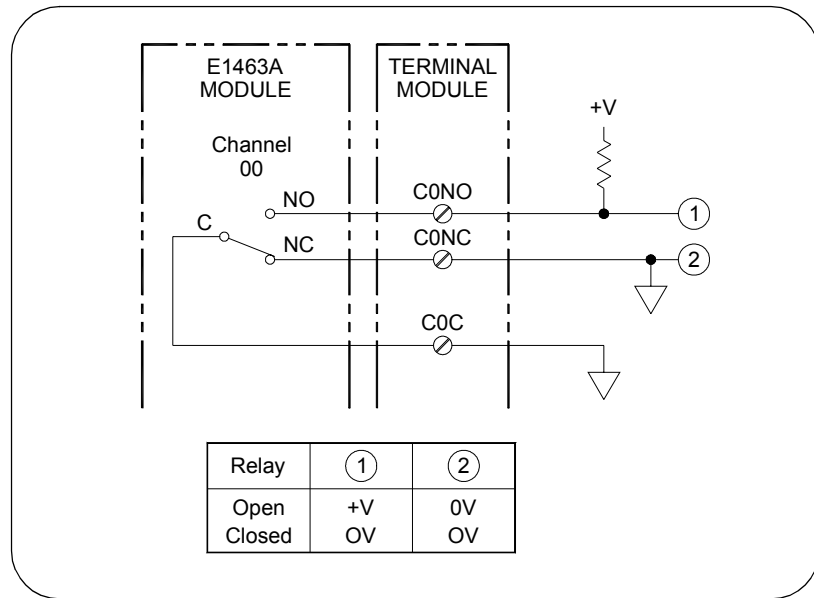 E1463A
MODULE
TERMINAL
MODULE
+V
Channel
00
NO
C0NO
1
C
NC
C0NC
2
C0C
Relay 1 2
Open +V 0V
Closed OV OV